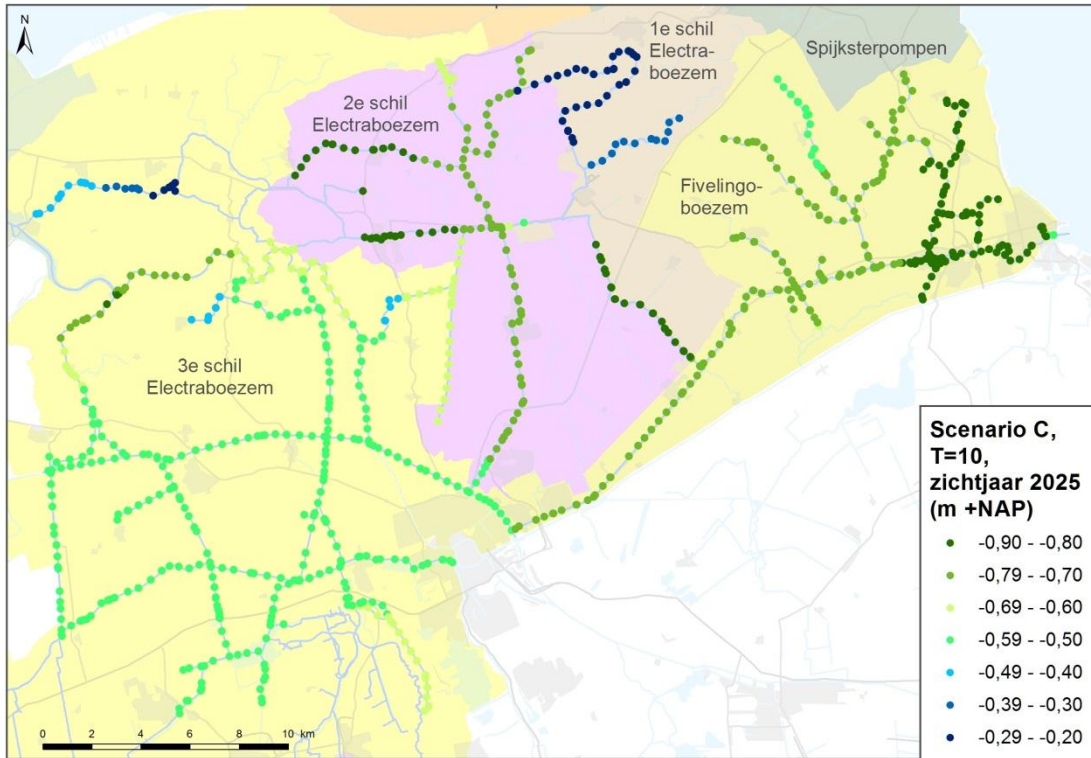 N
1e schil
Electra-
boezem
Spijksterpompen
2e schil
Electraboezem
Fivelingo-
boezem
3e schil
Electraboezem
Scenario C,
T=10,
zichtjaar 2025
(m +NAP)
-0,90 - -0,80
-0,79 - -0,70
-0,69 - -0,60
-0,59 - -0,50
-0,49 - -0,40
-0,39 - -0,30
-0,29 - -0,20
0 2 4 6 8 10 km